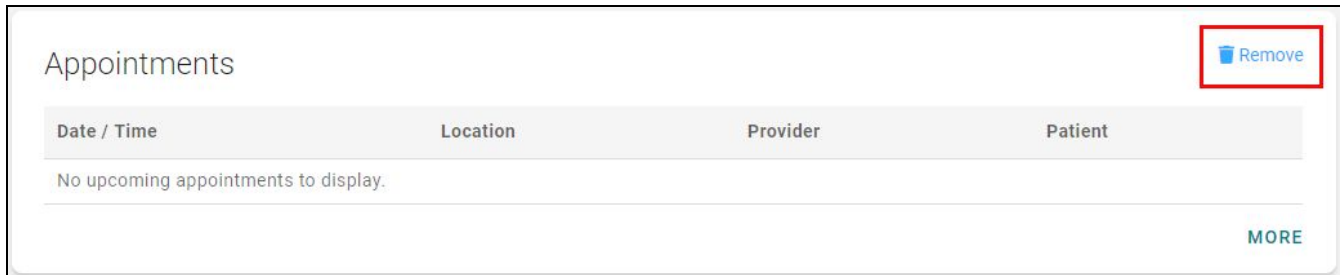 Appointments
Remove
Date / Time Location Provider Patient
No upcoming appointments to display.
MORE